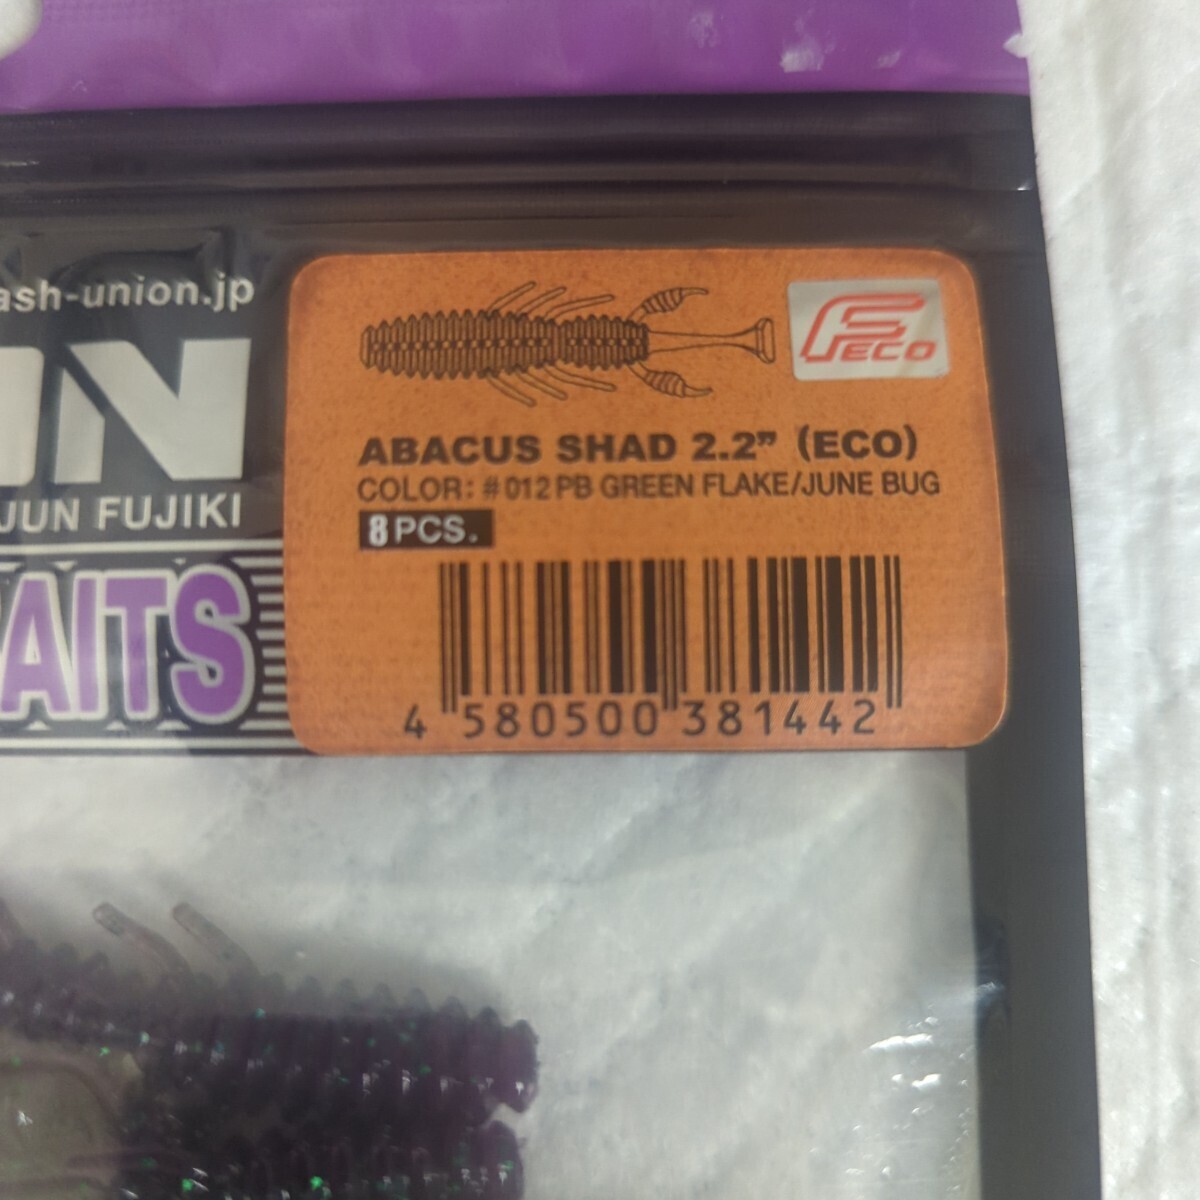 ash-union.jp
FECO
ABACUS SHAD 2.2” (ECO)
COLOR: #012 PB GREEN FLAKE/JUNE BUG
JUN FUJIKI
8 PCS.
AITS
4 580500 381442